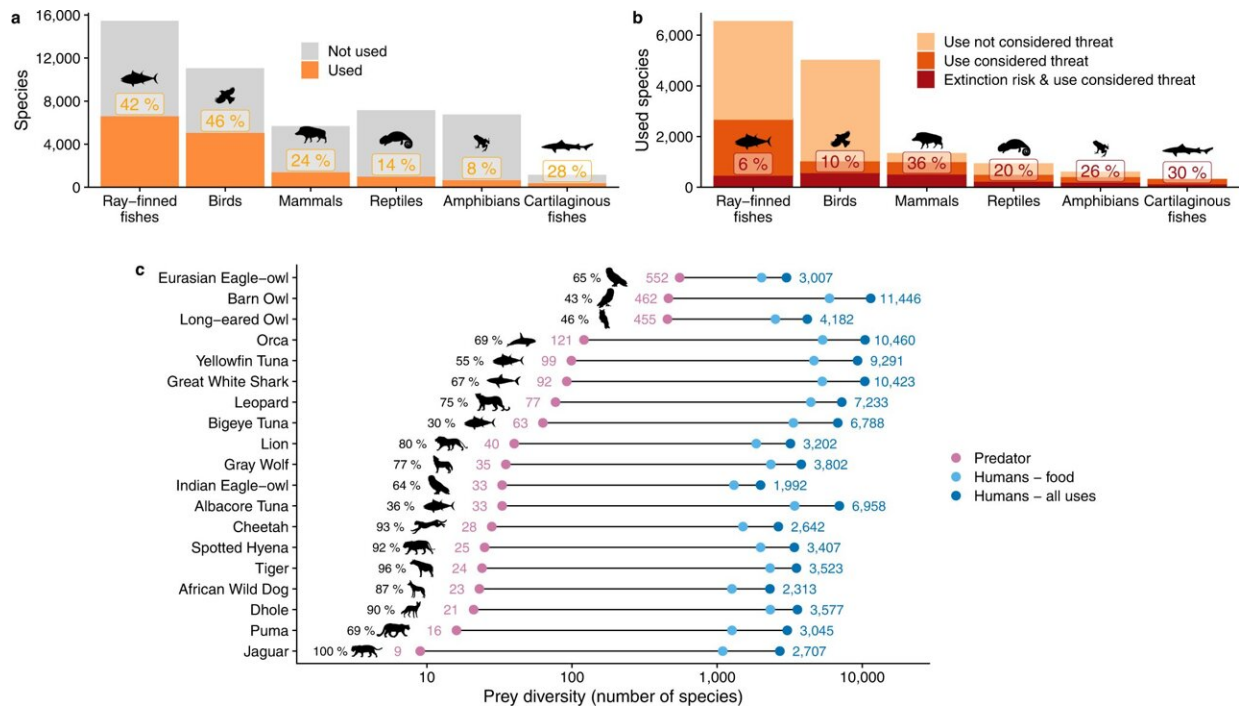 a
Species
16,000
12,000
8,000
4,000
0
Not used
Used
42 %
46 %
24 %
14 %
8 %
28 %
Ray−finned
fishes
Birds
Mammals
Reptiles
Amphibians
Cartilaginous
fishes
b
Used species
6,000
4,000
2,000
0
Use not considered threat
Use considered threat
Extinction risk & use considered threat
6 %
10 %
36 %
20 %
26 %
30 %
Ray−finned
fishes
Birds
Mammals
Reptiles
Amphibians
Cartilaginous
fishes
c
Eurasian Eagle−owl 65 % 552 3,007
Barn Owl 43 % 462 11,446
Long−eared Owl 46 % 455 4,182
Orca 69 % 121 10,460
Yellowfin Tuna 55 % 99 9,291
Great White Shark 67 % 92 10,423
Leopard 75 % 77 7,233
Bigeye Tuna 30 % 63 6,788
Lion 80 % 40 3,202
Gray Wolf 77 % 35 3,802
Indian Eagle−owl 64 % 33 1,992
Albacore Tuna 36 % 33 6,958
Cheetah 93 % 28 2,642
Spotted Hyena 92 % 25 3,407
Tiger 96 % 24 3,523
African Wild Dog 87 % 23 2,313
Dhole 90 % 21 3,577
Puma 69 % 16 3,045
Jaguar 100 % 9 2,707
10 100 1,000 10,000
Prey diversity (number of species)
Predator
Humans − food
Humans − all uses